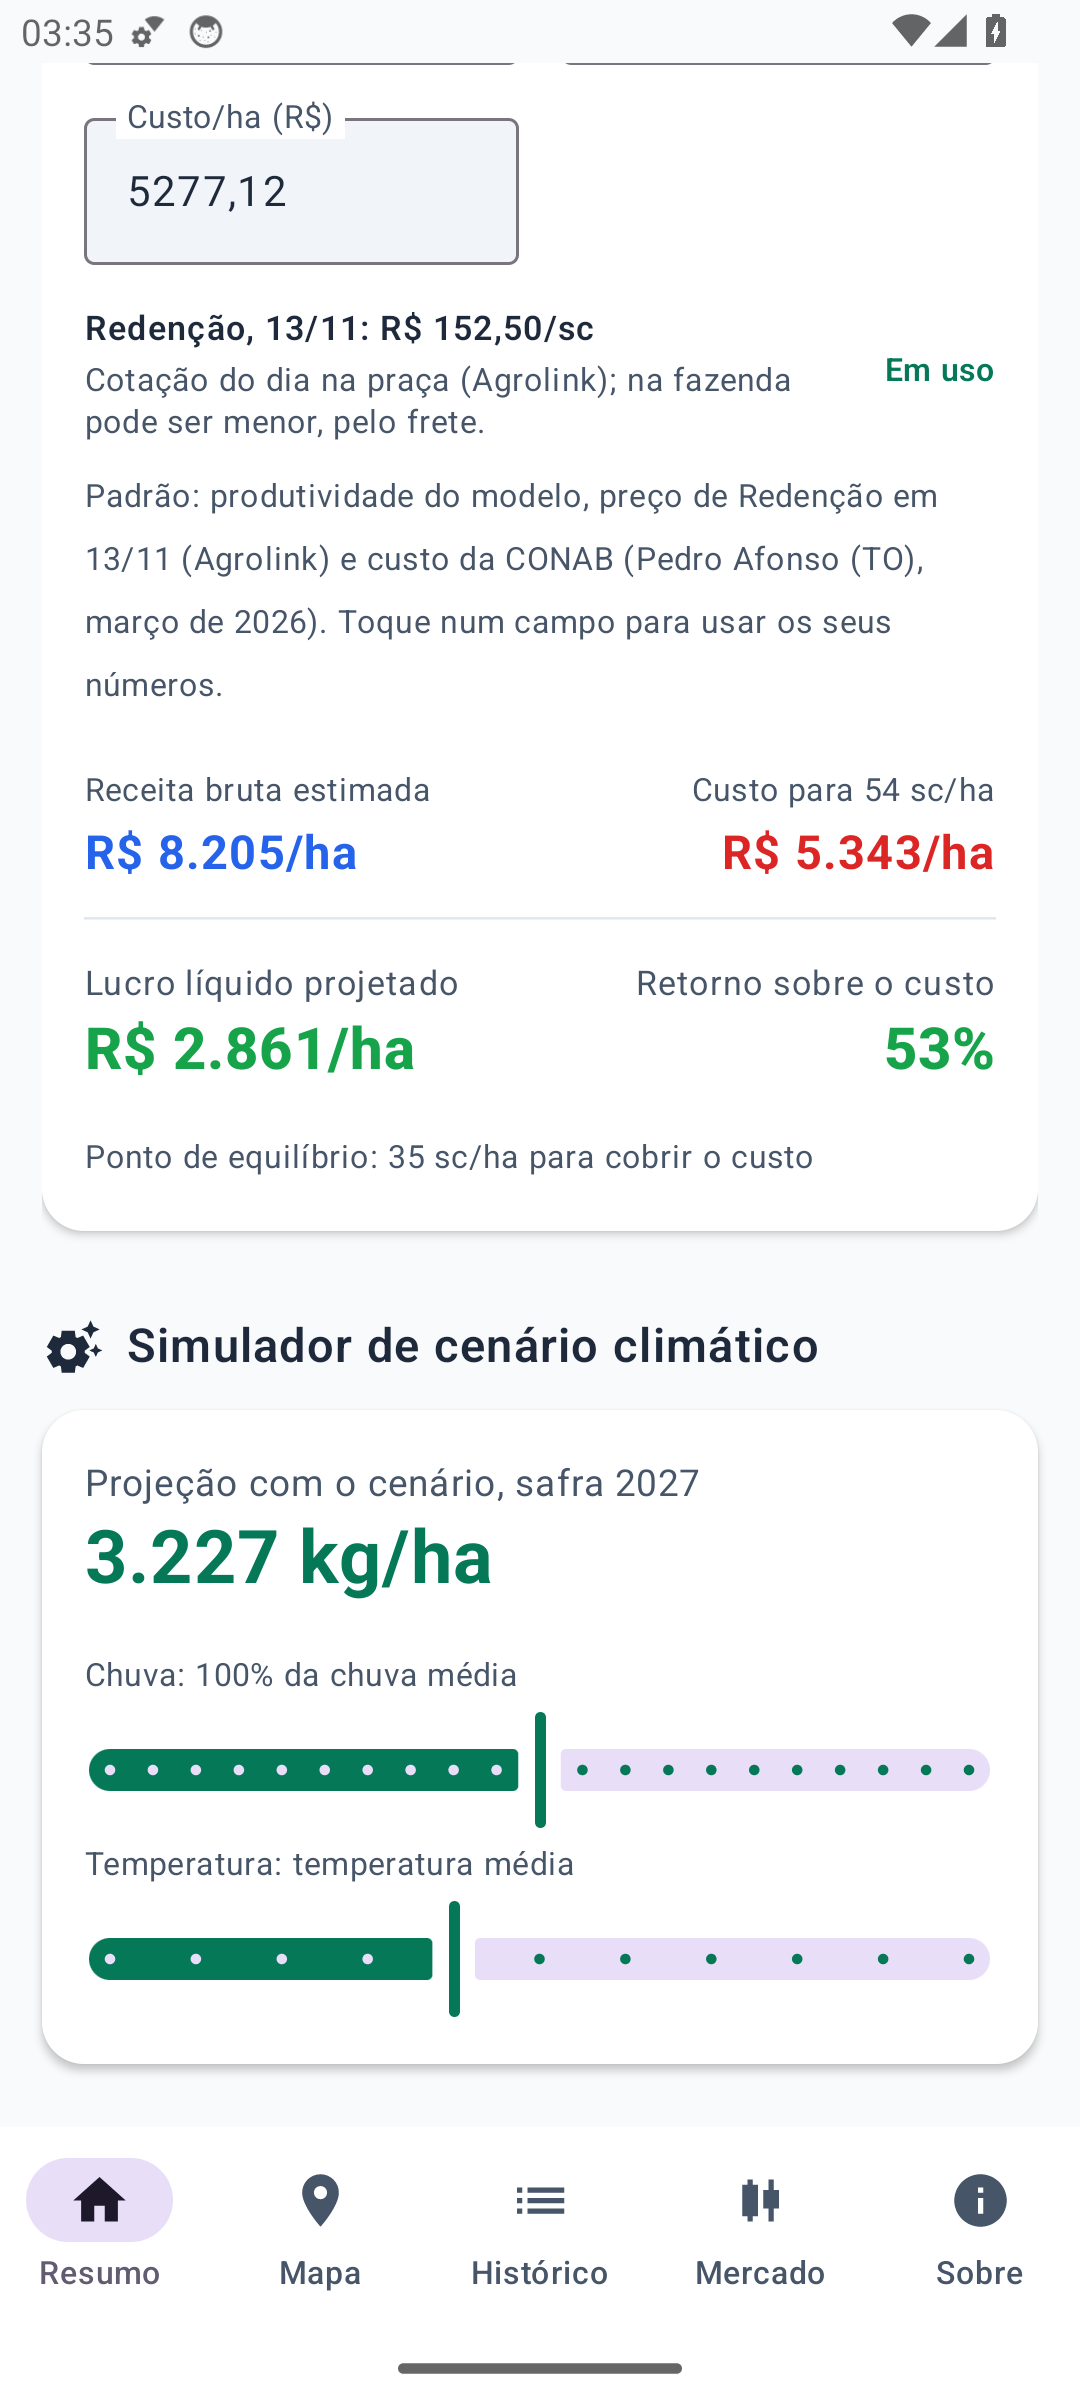 03:35
Custo/ha (R$)
5277,12
Redenção, 13/11: R$ 152,50/sc
Cotação do dia na praça (Agrolink); na fazenda
pode ser menor, pelo frete.
Em uso
Padrão: produtividade do modelo, preço de Redenção em
13/11 (Agrolink) e custo da CONAB (Pedro Afonso (TO),
março de 2026). Toque num campo para usar os seus
números.
Receita bruta estimada
R$ 8.205/ha
Custo para 54 sc/ha
R$ 5.343/ha
Lucro líquido projetado
R$ 2.861/ha
Retorno sobre o custo
53%
Ponto de equilíbrio: 35 sc/ha para cobrir o custo
Simulador de cenário climático
Projeção com o cenário, safra 2027
3.227 kg/ha
Chuva: 100% da chuva média
Temperatura: temperatura média
Resumo
Mapa
Histórico
Mercado
Sobre